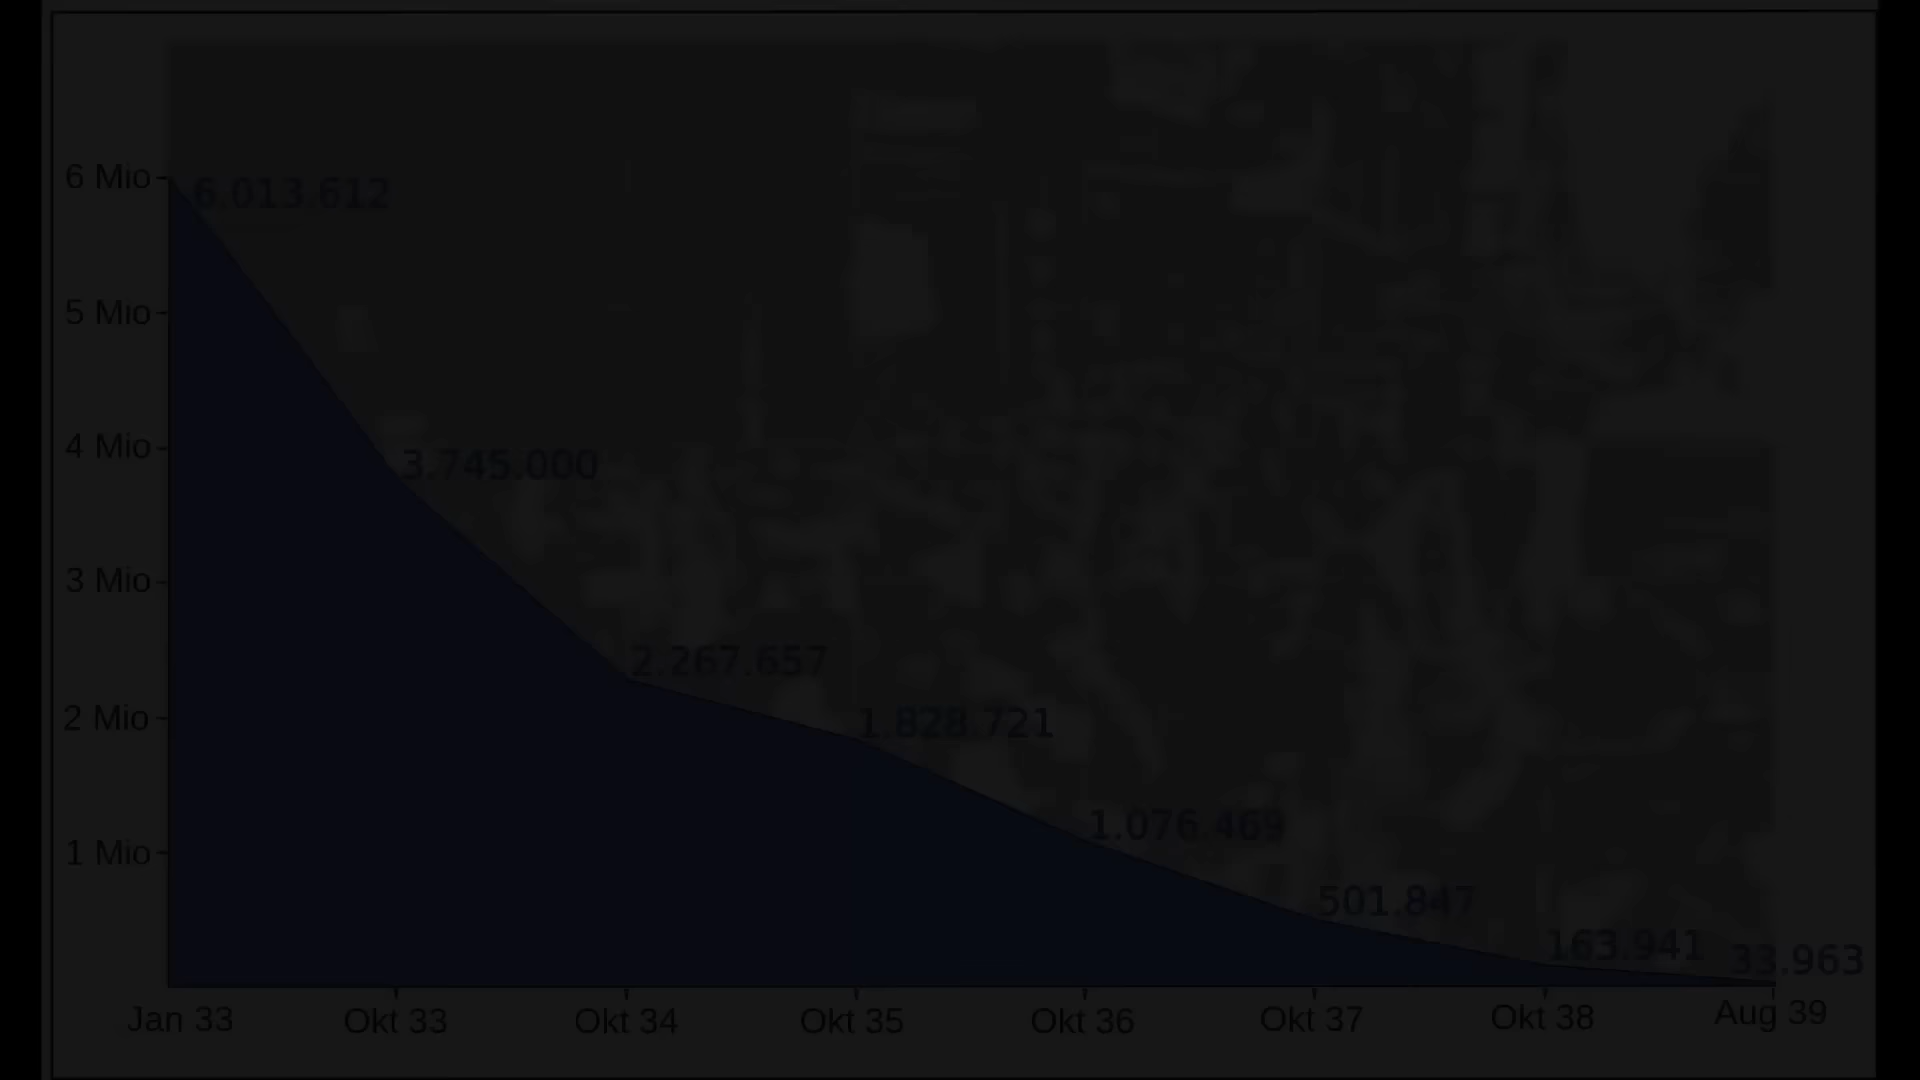 6 Mio
6.013.612
5 Mio
4 Mio
3.745.000
3 Mio
2.267.657
2 Mio
1.828.721
1 Mio
1.076.469
501.847
163.941
33.963
Jan 33 Okt 33 Okt 34 Okt 35 Okt 36 Okt 37 Okt 38 Aug 39